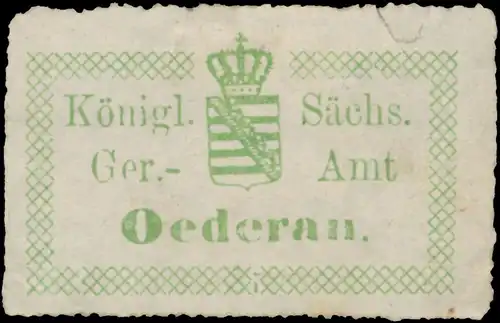 Königl. Sächs.
Ger.- Amt
Oederan.